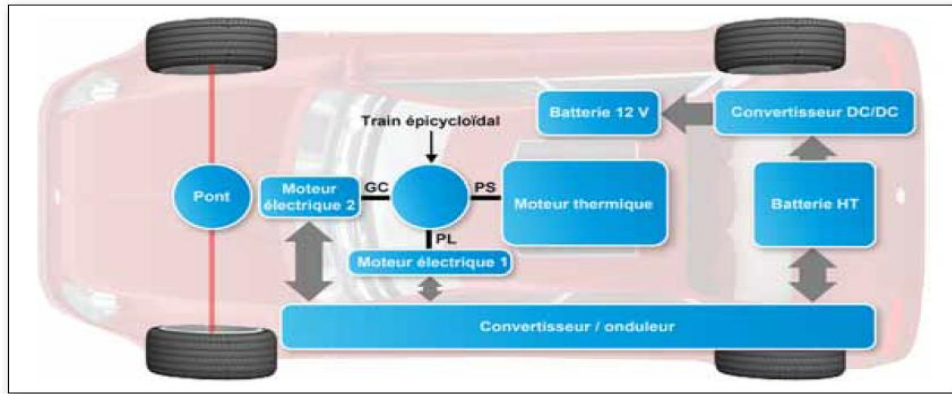 Batterie 12 V
Convertisseur DC/DC
Train épicycloïdal
Pont
Moteur
électrique 2
GC
PS
Moteur thermique
Batterie HT
PL
Moteur électrique 1
Convertisseur / onduleur